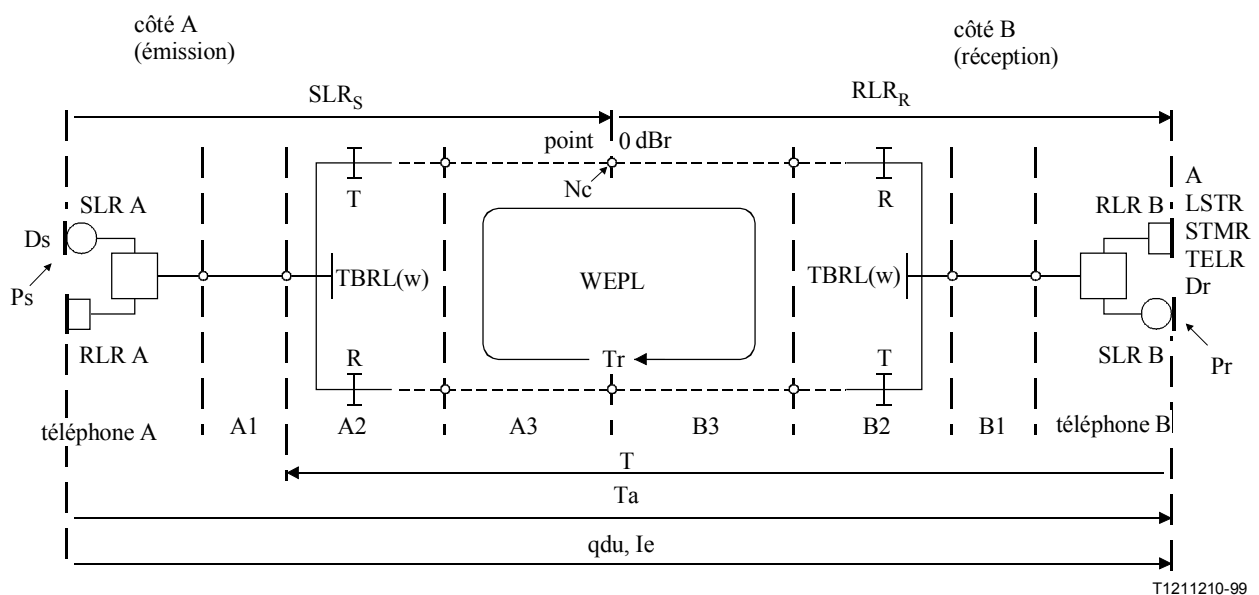 côté A
(émission)
côté B
(réception)
SLRS
RLRR
point 0 dBr
Nc
T
R
SLR A
Ds
Ps
RLR A
TBRL(w)
WEPL
TBRL(w)
RLR B
A
LSTR
STMR
TELR
Dr
Pr
SLR B
R
Tr
T
téléphone A
A1
A2
A3
B3
B2
B1
téléphone B
T
Ta
qdu, Ie
T1211210-99